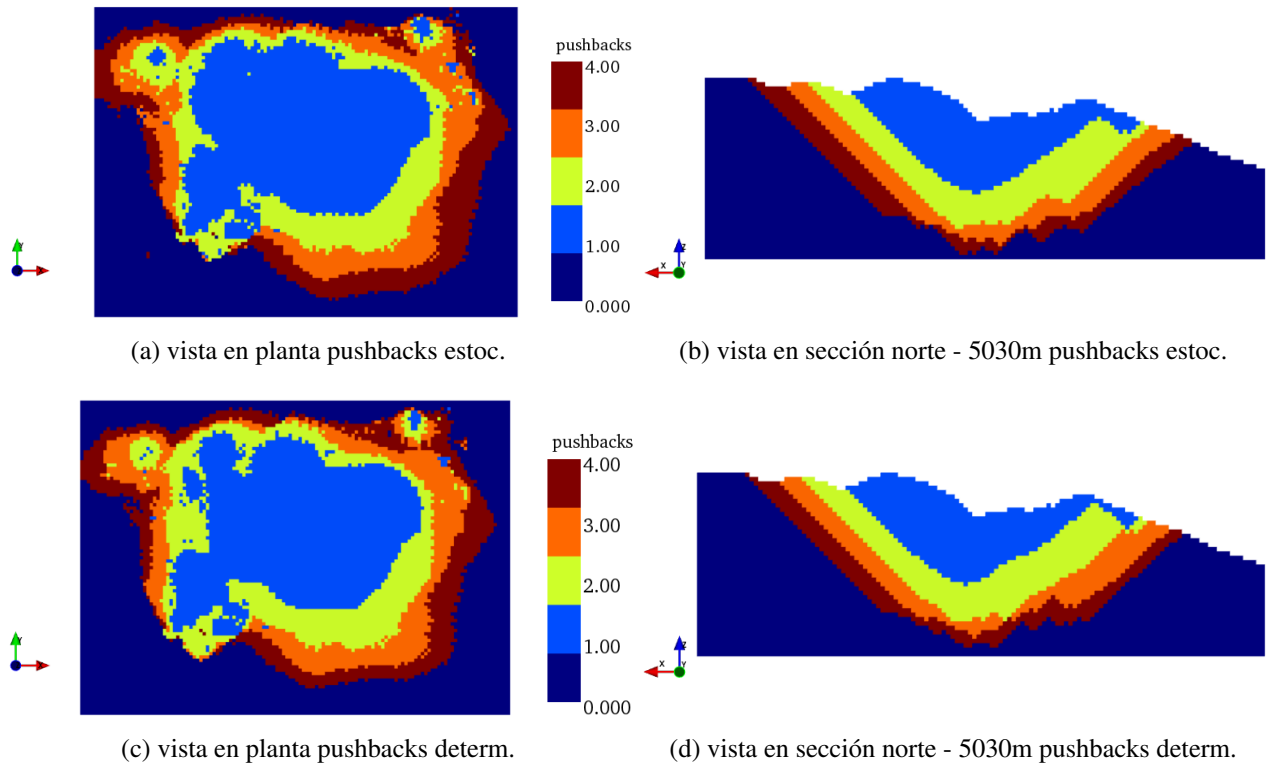 pushbacks
4.00
3.00
2.00
1.00
0.000
Y
X
Z
Y
(a) vista en planta pushbacks estoc.
(b) vista en sección norte - 5030m pushbacks estoc.
pushbacks
4.00
3.00
2.00
1.00
0.000
Y
X
Z
Y
(c) vista en planta pushbacks determ.
(d) vista en sección norte - 5030m pushbacks determ.